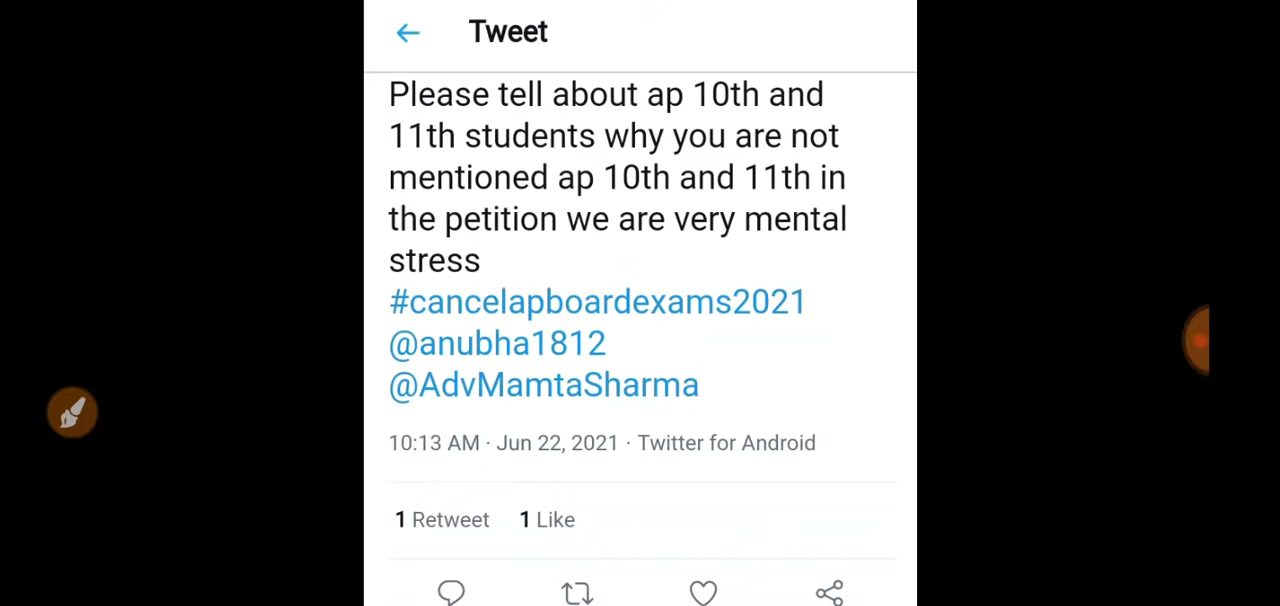 Tweet
Please tell about ap 10th and
11th students why you are not
mentioned ap 10th and 11th in
the petition we are very mental
stress
#cancelapboardexams2021
@anubha1812
@AdvMamtaSharma
10:13 AM · Jun 22, 2021 · Twitter for Android
1 Retweet 1 Like